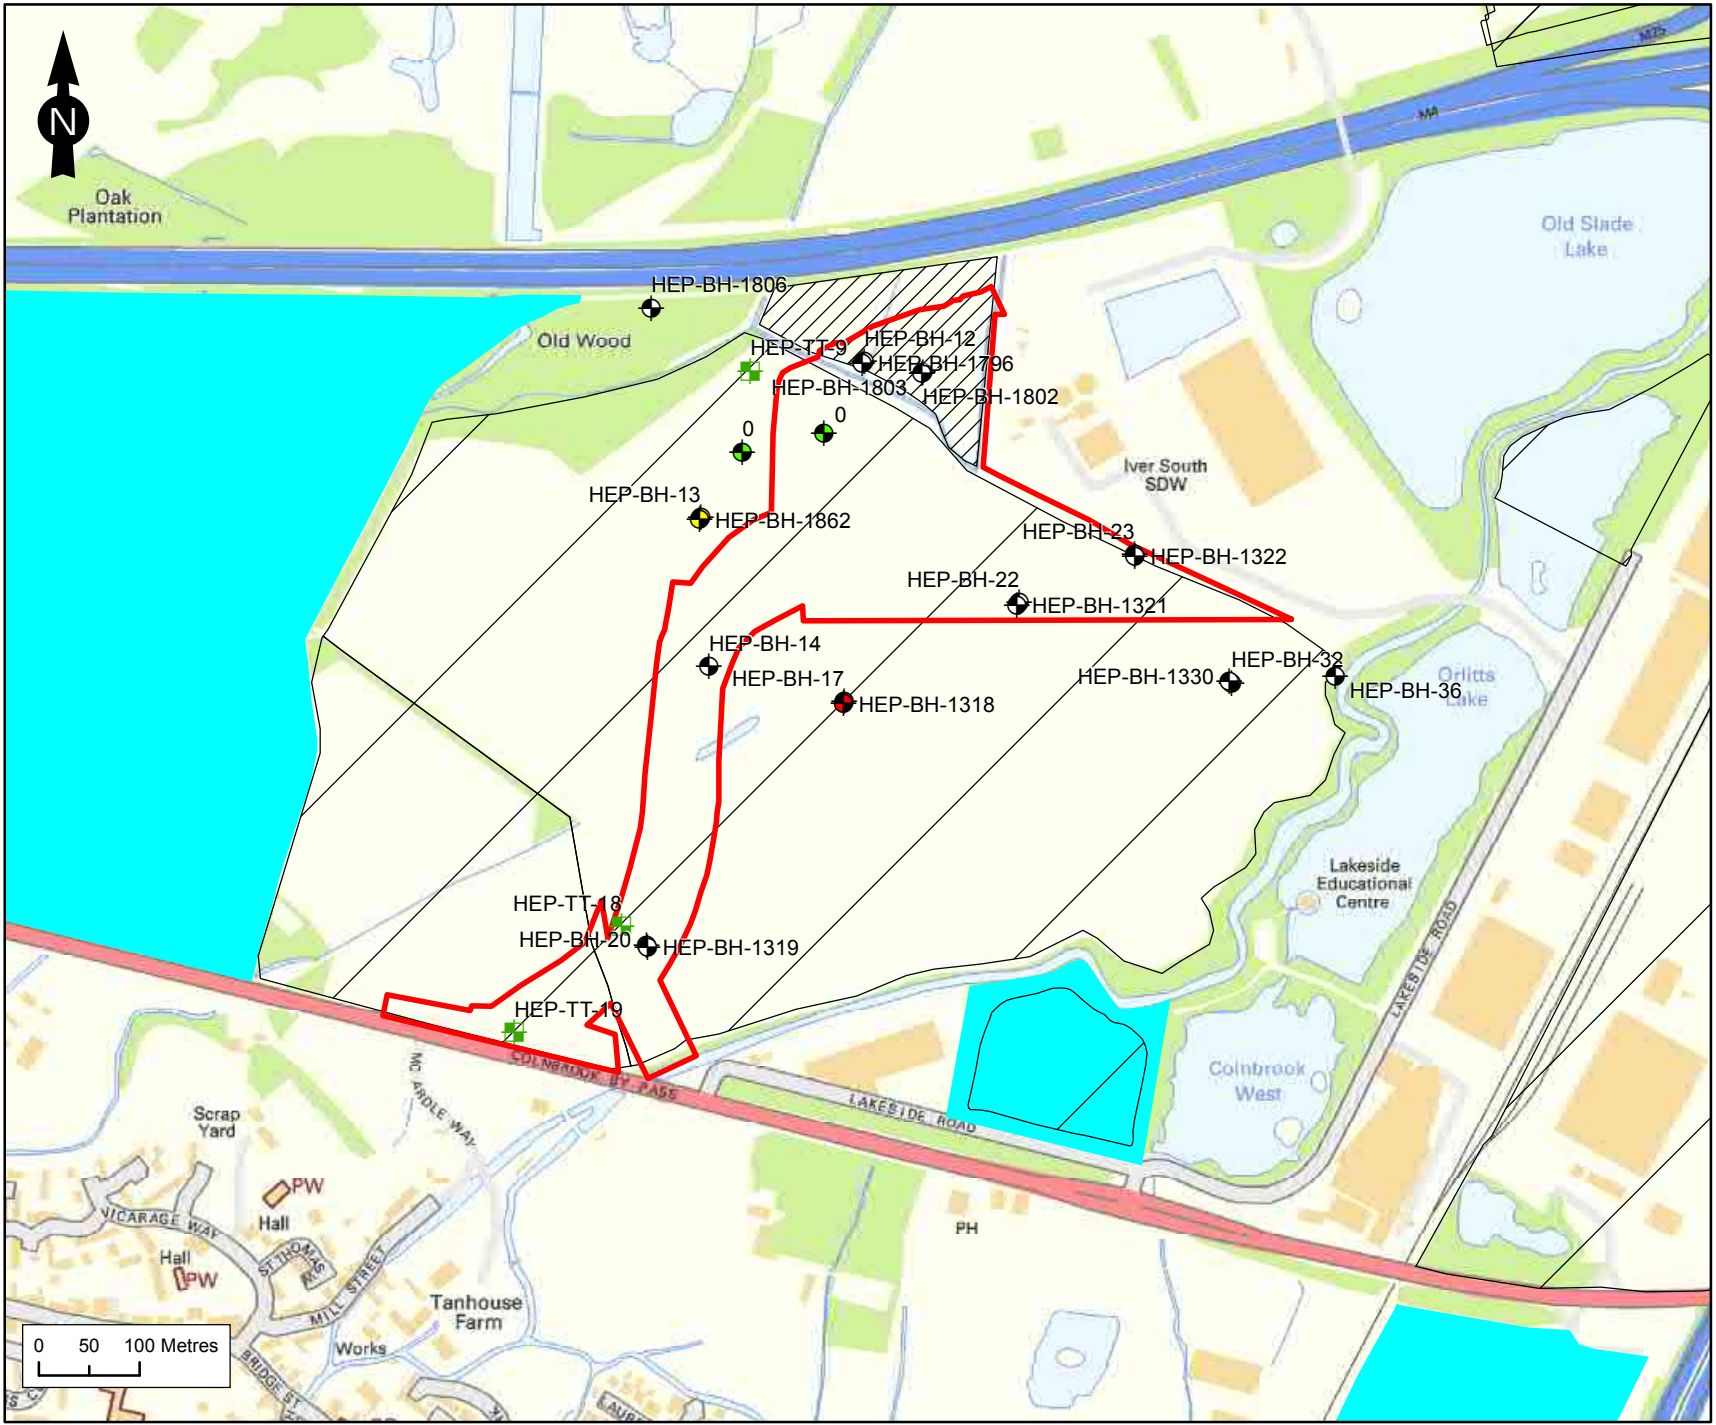 M25
M4
N
Oak
Plantation
Old Slade
Lake
HEP-BH-1806
Old Wood
HEP-TT-9
HEP-BH-12
HEP-BH-1796
HEP-BH-1803
HEP-BH-1802
0
0
Iver South
SDW
HEP-BH-13
HEP-BH-1862
HEP-BH-23
HEP-BH-1322
HEP-BH-22
HEP-BH-1321
HEP-BH-14
HEP-BH-17
HEP-BH-1318
HEP-BH-32
HEP-BH-1330
HEP-BH-36
Orlitts
Lake
Lakeside
Educational
Centre
HEP-TT-18
HEP-BH-20
HEP-BH-1319
LAKESIDE ROAD
HEP-TT-19
COLNBROOK BY PASS
MC ARDLE WAY
LAKESIDE ROAD
Colnbrook
West
Scrap
Yard
PW
Hall
VICARAGE WAY
Hall
PW
ST THOMAS
MILL STREET
PH
Tanhouse
Farm
Works
BRIDGE ST
0 50 100 Metres